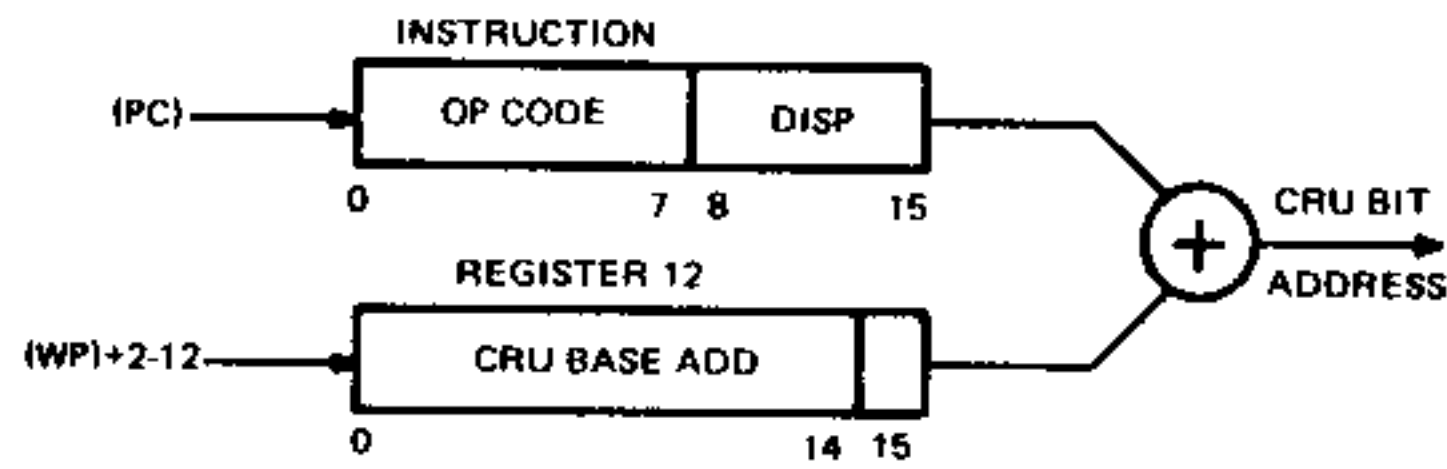 INSTRUCTION
(PC) OP CODE DISP
0 7 8 15
CRU BIT
ADDRESS
REGISTER 12
(WP)+2-12 CRU BASE ADD
0 14 15